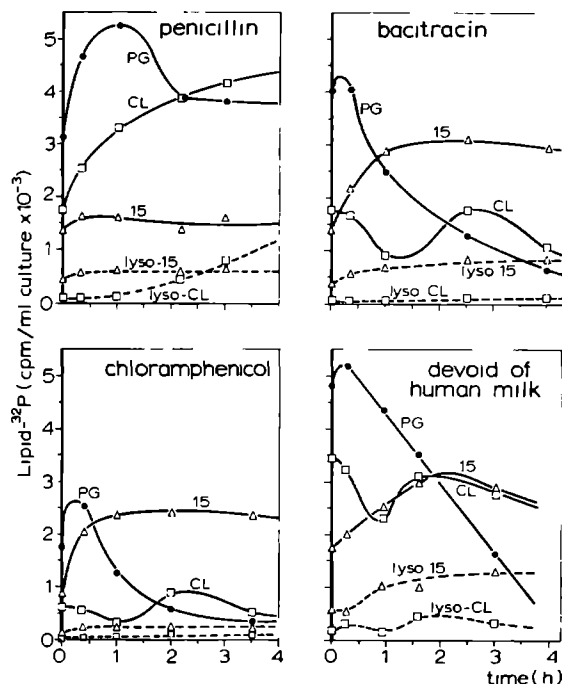 penicillin
PG
CL
15
lyso-15
lyso-CL
5
4
3
2
1
0
bacitracin
PG
15
CL
lyso 15
lyso CL
Lipid-³²P (cpm/ml culture ×10⁻³)
chloramphenicol
PG
15
CL
5
4
3
2
1
0
0 1 2 3 4
devoid of
human milk
PG
15
CL
lyso 15
lyso-CL
0 1 2 3 4
time (h)